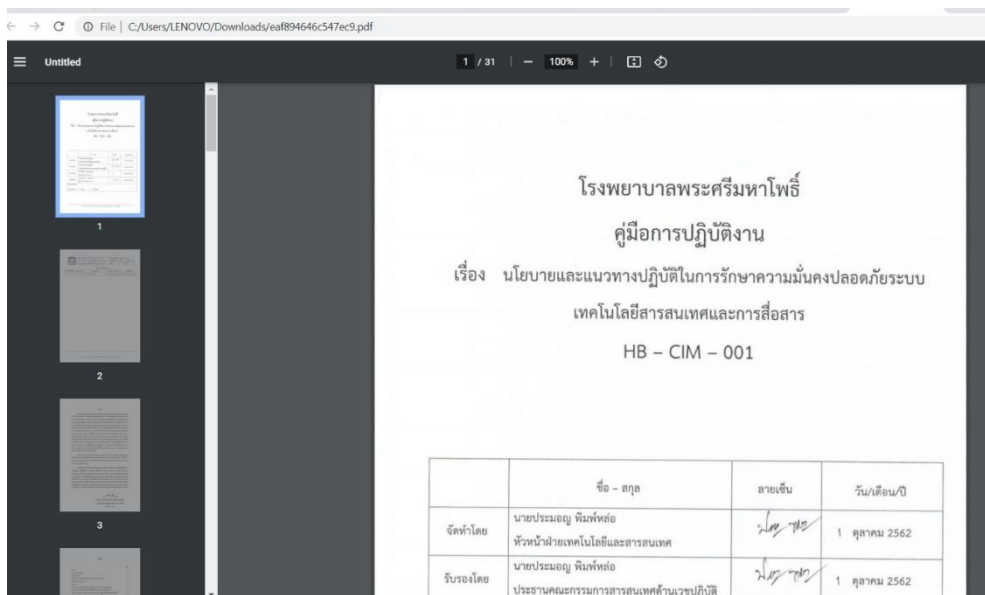 File | C:/Users/LENOVO/Downloads/eaf894646c547ec9.pdf
Untitled
1 / 31
100%
1
2
3
โรงพยาบาลพระศรีมหาโพธิ์
คู่มือการปฏิบัติงาน
เรื่อง นโยบายและแนวทางปฏิบัติในการรักษาความมั่นคงปลอดภัยระบบ
เทคโนโลยีสารสนเทศและการสื่อสาร
HB – CIM – 001
ชื่อ – สกุล ลายเซ็น วัน/เดือน/ปี
จัดทำโดย นายประมอญ พิมพ์หล่อ 1 ตุลาคม 2562
หัวหน้าฝ่ายเทคโนโลยีและสารสนเทศ
รับรองโดย นายประมอญ พิมพ์หล่อ 1 ตุลาคม 2562
ประธานคณะกรรมการสารสนเทศด้านเวชปฏิบัติ